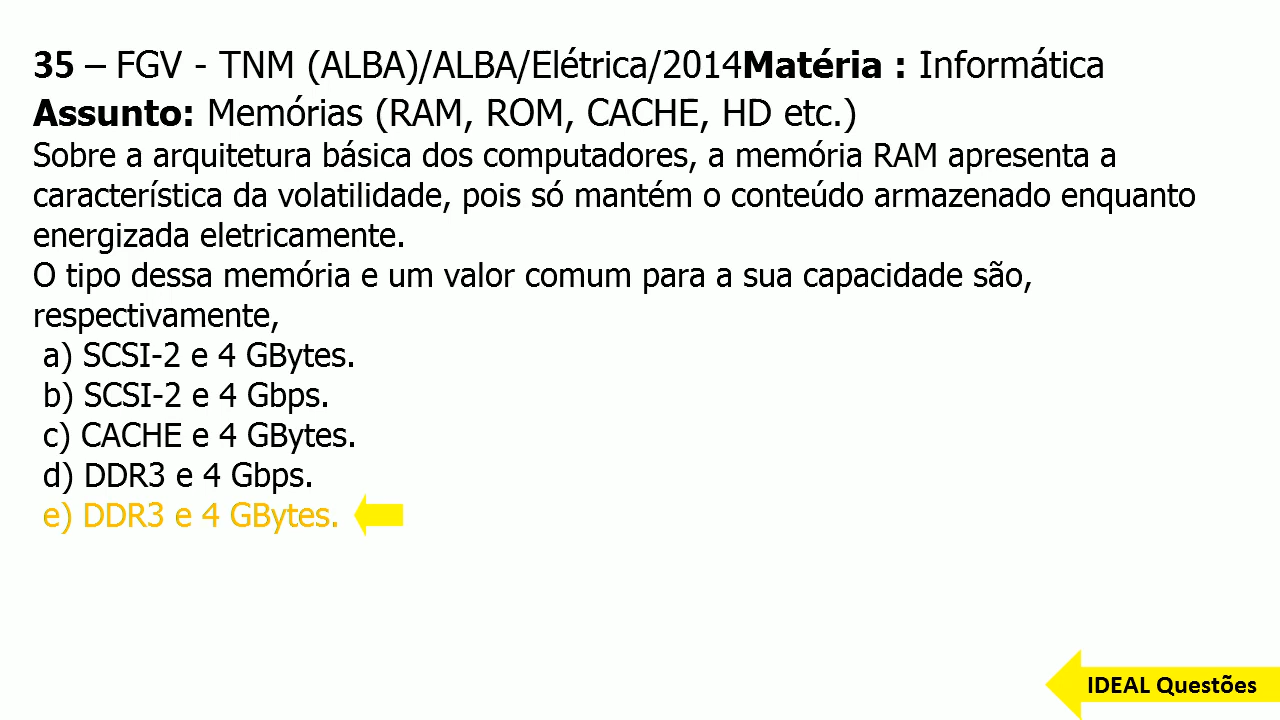 35 – FGV - TNM (ALBA)/ALBA/Elétrica/2014Matéria : Informática
Assunto: Memórias (RAM, ROM, CACHE, HD etc.)
Sobre a arquitetura básica dos computadores, a memória RAM apresenta a
característica da volatilidade, pois só mantém o conteúdo armazenado enquanto
energizada eletricamente.
O tipo dessa memória e um valor comum para a sua capacidade são,
respectivamente,
a) SCSI-2 e 4 GBytes.
b) SCSI-2 e 4 Gbps.
c) CACHE e 4 GBytes.
d) DDR3 e 4 Gbps.
e) DDR3 e 4 GBytes.
IDEAL Questões